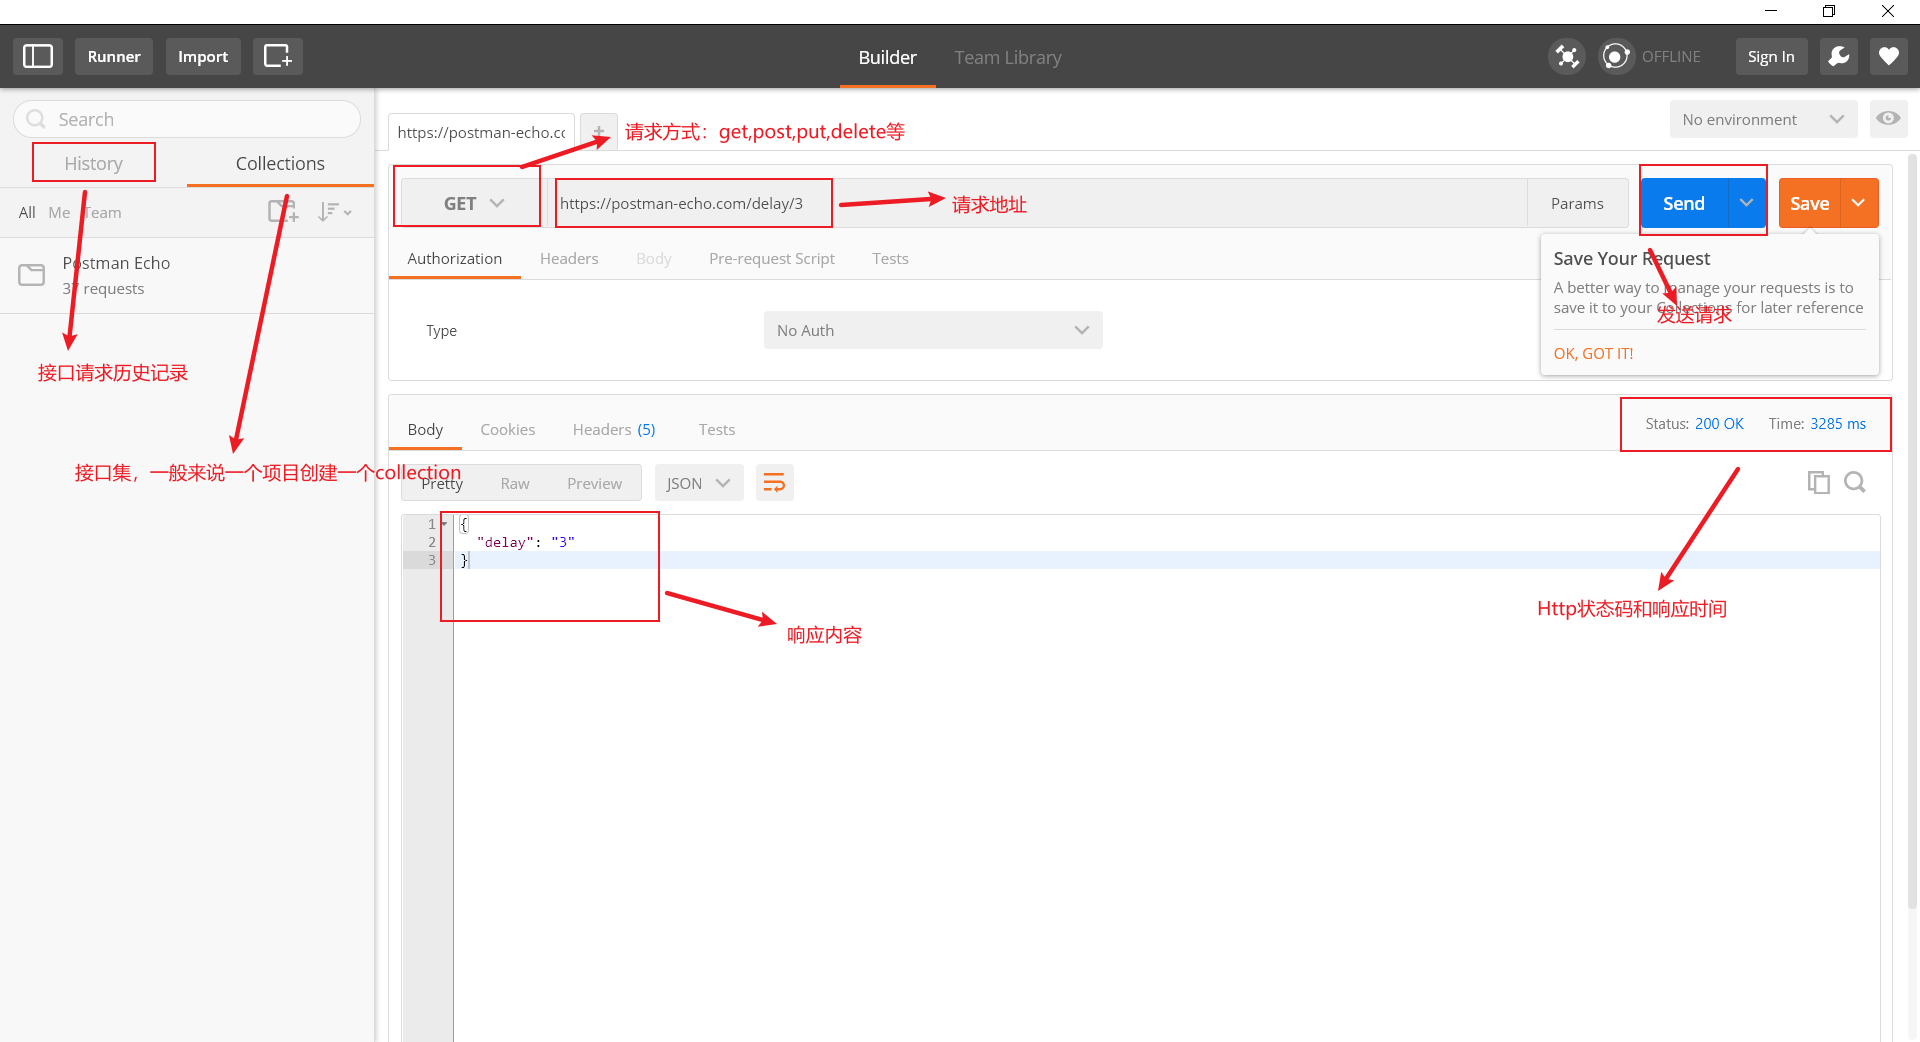 Runner
Import
Builder
Team Library
OFFLINE
Sign In
Search
History
Collections
All
Me
Team
Postman Echo
37 requests
接口请求历史记录
接口集，一般来说一个项目创建一个collection
https://postman-echo.cc
+
请求方式：get,post,put,delete等
No environment
GET
https://postman-echo.com/delay/3
请求地址
Params
Send
Save
Authorization
Headers
Body
Pre-request Script
Tests
Save Your Request
A better way to manage your requests is to
save it to your Collections for later reference
发送请求
OK, GOT IT!
Type
No Auth
Body
Cookies
Headers (5)
Tests
Status: 200 OK
Time: 3285 ms
Pretty
Raw
Preview
JSON
1 {
2 "delay": "3"
3 }
响应内容
Http状态码和响应时间